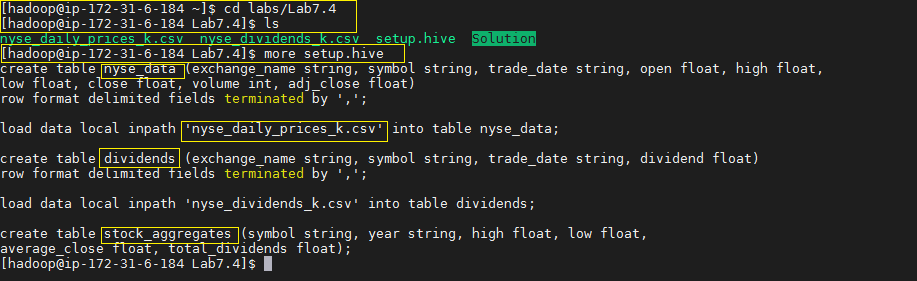 [hadoop@ip-172-31-6-184 ~]$ cd labs/Lab7.4
[hadoop@ip-172-31-6-184 Lab7.4]$ ls
nyse_daily_prices_k.csv  nyse_dividends_k.csv  setup.hive  Solution
[hadoop@ip-172-31-6-184 Lab7.4]$ more setup.hive
create table nyse_data (exchange_name string, symbol string, trade_date string, open float, high float,
low float, close float, volume int, adj_close float)
row format delimited fields terminated by ',';
load data local inpath 'nyse_daily_prices_k.csv' into table nyse_data;
create table dividends (exchange_name string, symbol string, trade_date string, dividend float)
row format delimited fields terminated by ',';
load data local inpath 'nyse_dividends_k.csv' into table dividends;
create table stock_aggregates (symbol string, year string, high float, low float,
average_close float, total_dividends float);
[hadoop@ip-172-31-6-184 Lab7.4]$